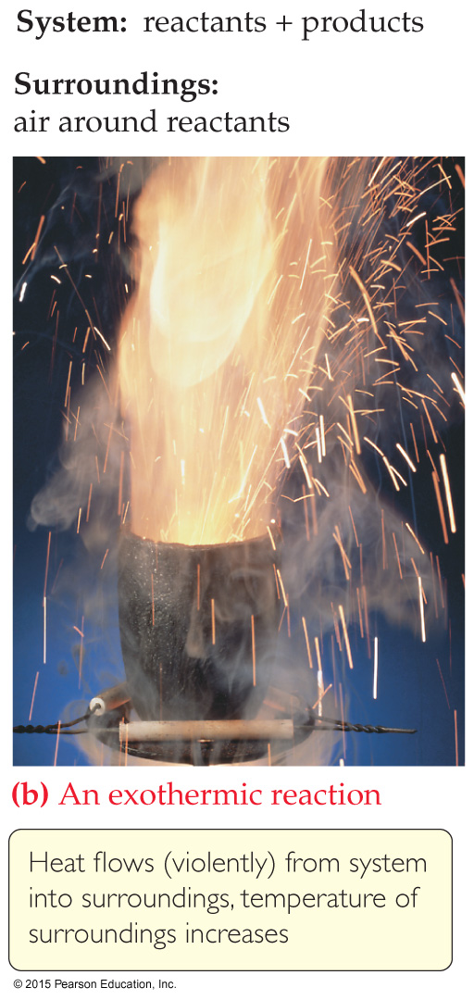 System: reactants + products
Surroundings:
air around reactants
(b) An exothermic reaction
Heat flows (violently) from system
into surroundings, temperature of
surroundings increases
© 2015 Pearson Education, Inc.